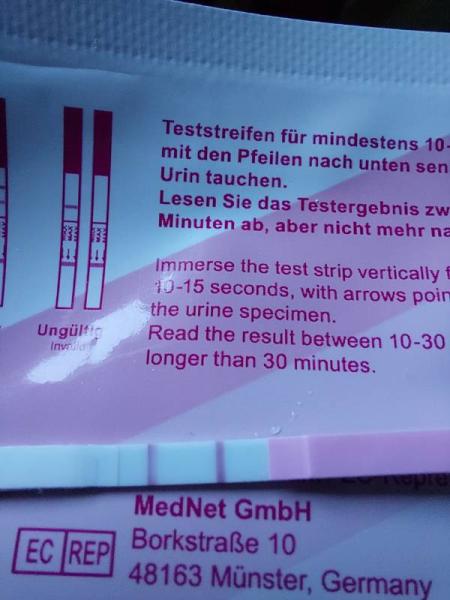 Teststreifen für mindestens 10-
mit den Pfeilen nach unten sen
Urin tauchen.
Lesen Sie das Testergebnis zw
Minuten ab, aber nicht mehr na
Immerse the test strip vertically f
10-15 seconds, with arrows poin
the urine specimen.
Read the result between 10-30
longer than 30 minutes.
Ungültig
Invalid
MedNet GmbH
EC REP
Borkstraße 10
48163 Münster, Germany